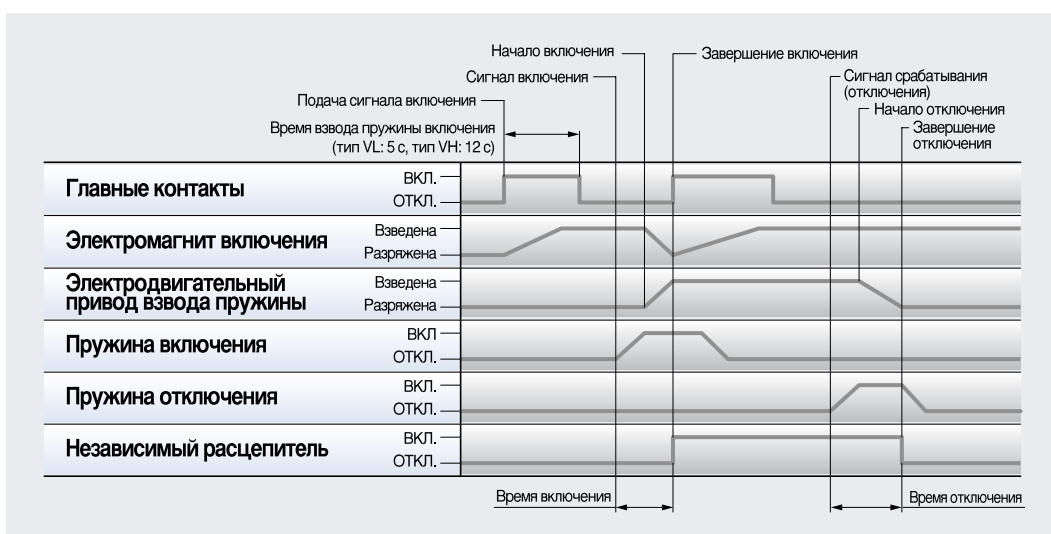 Начало включения
Завершение включения
Сигнал включения
Сигнал срабатывания
(отключения)
Подача сигнала включения
Начало отключения
Время взвода пружины включения
(тип VL: 5 с, тип VH: 12 с)
Завершение
отключения
Главные контакты
ВКЛ.
ОТКЛ.
Электромагнит включения
Взведена
Разряжена
Электродвигательный
привод взвода пружины
Взведена
Разряжена
Пружина включения
ВКЛ
ОТКЛ.
Пружина отключения
ВКЛ.
ОТКЛ.
Независимый расцепитель
ВКЛ.
ОТКЛ.
Время включения
Время отключения